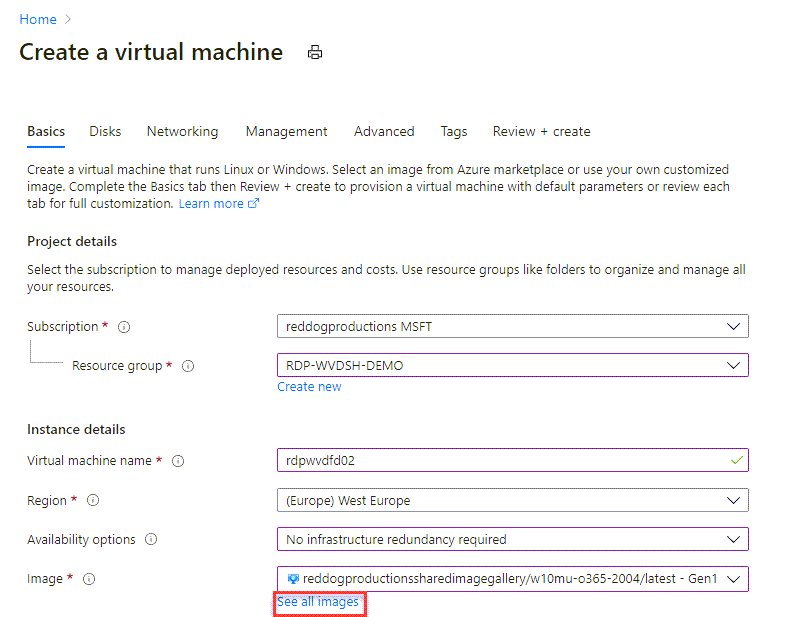 Home >
Create a virtual machine
Basics Disks Networking Management Advanced Tags Review + create
Create a virtual machine that runs Linux or Windows. Select an image from Azure marketplace or use your own customized
image. Complete the Basics tab then Review + create to provision a virtual machine with default parameters or review each
tab for full customization. Learn more
Project details
Select the subscription to manage deployed resources and costs. Use resource groups like folders to organize and manage all
your resources.
Subscription * reddogproductions MSFT
Resource group * RDP-WVDSH-DEMO
Create new
Instance details
Virtual machine name * rdpwvdfd02
Region * (Europe) West Europe
Availability options No infrastructure redundancy required
Image * reddogproductionssharedimagegallery/w10mu-o365-2004/latest - Gen1
See all images